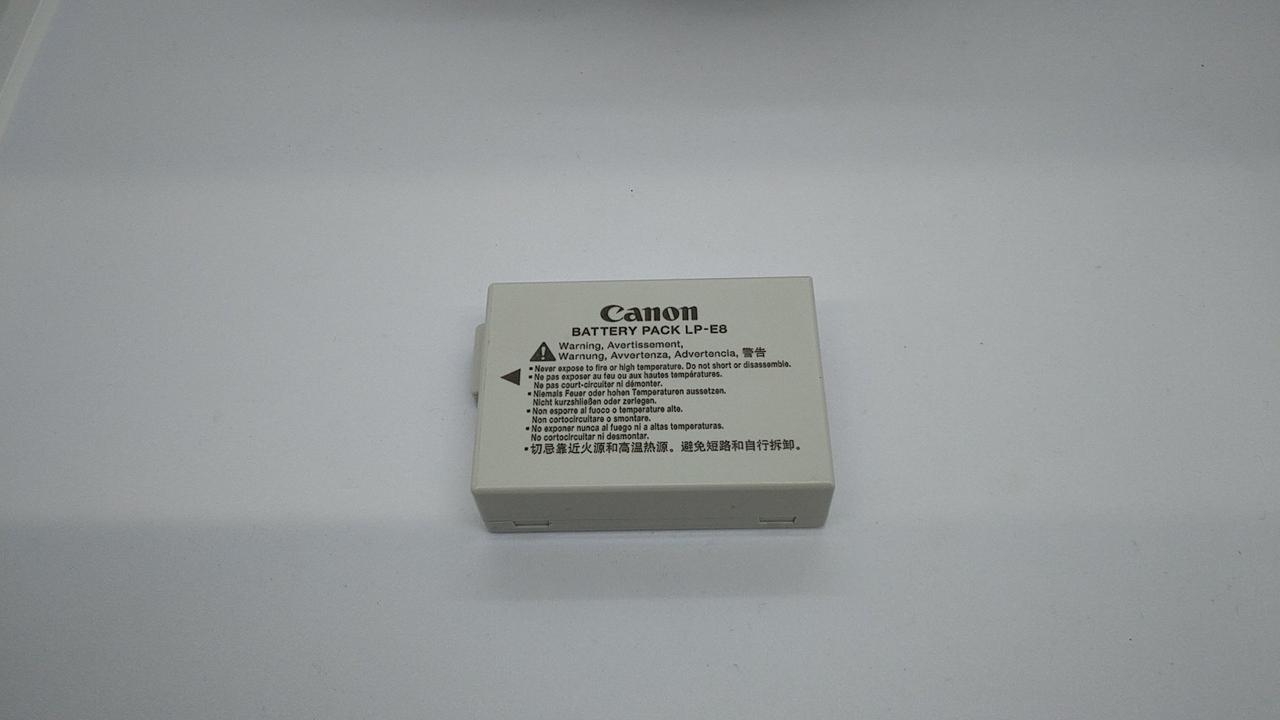 Canon
BATTERY PACK LP-E8
Warning, Avertissement,
Warnung, Avvertenza, Advertencia, 警告
• Never expose to fire or high temperature. Do not short or disassemble.
• Ne pas exposer au feu ou aux hautes températures.
Ne pas court-circuiter ni démonter.
• Niemals Feuer oder hohen Temperaturen aussetzen.
Nicht kurzshließen oder zerlegen.
• Non esporre al fuoco o temperature alte.
Non cortocircuitare o smontare.
• No exponer nunca al fuego ni a altas temperaturas.
No cortocircuitar ni desmontar.
• 切忌靠近火源和高温热源。避免短路和自行拆卸。